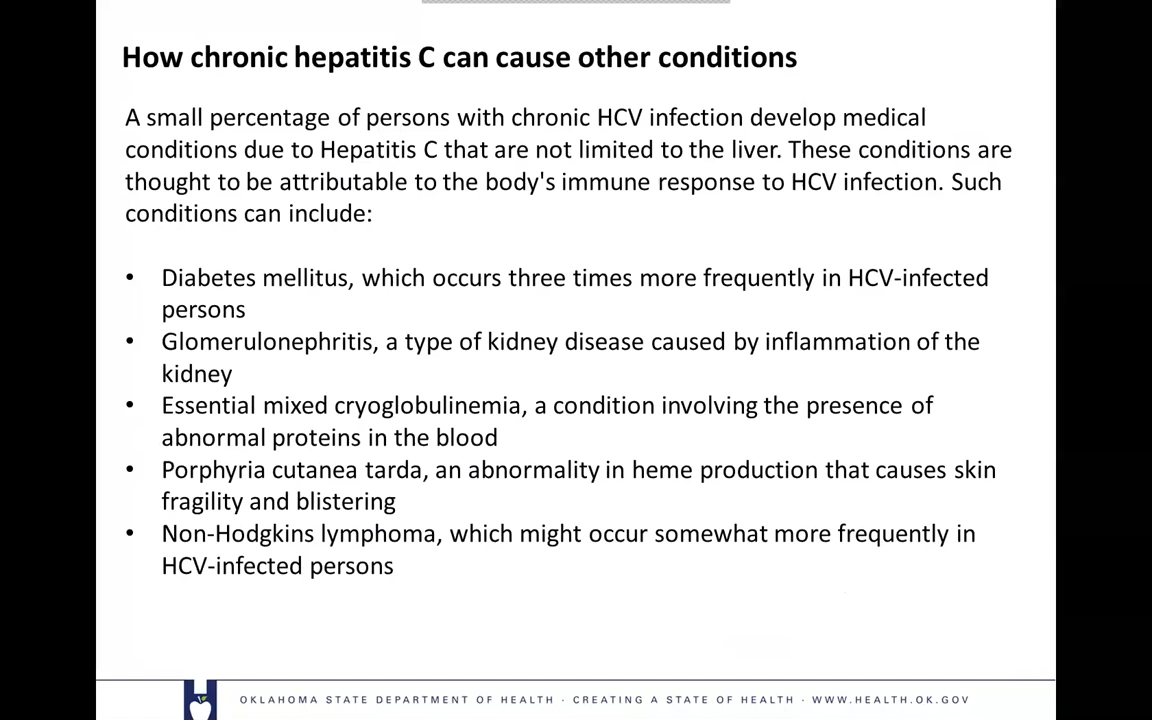 How chronic hepatitis C can cause other conditions
A small percentage of persons with chronic HCV infection develop medical
conditions due to Hepatitis C that are not limited to the liver. These conditions are
thought to be attributable to the body's immune response to HCV infection. Such
conditions can include:
• Diabetes mellitus, which occurs three times more frequently in HCV-infected
persons
• Glomerulonephritis, a type of kidney disease caused by inflammation of the
kidney
• Essential mixed cryoglobulinemia, a condition involving the presence of
abnormal proteins in the blood
• Porphyria cutanea tarda, an abnormality in heme production that causes skin
fragility and blistering
• Non-Hodgkins lymphoma, which might occur somewhat more frequently in
HCV-infected persons
OKLAHOMA STATE DEPARTMENT OF HEALTH · CREATING A STATE OF HEALTH · WWW.HEALTH.OK.GOV